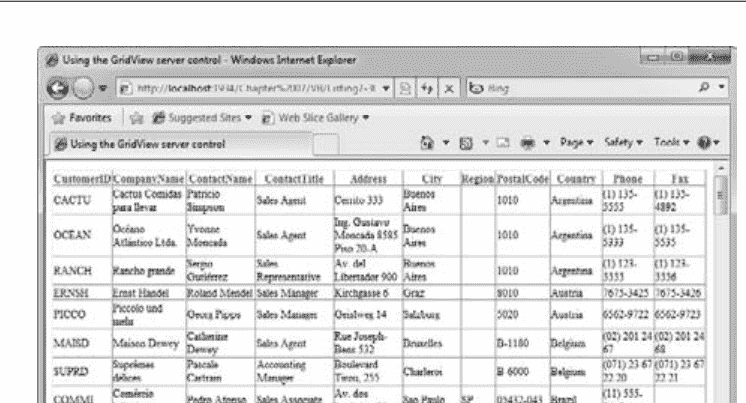 Using the GridView server control - Windows Internet Explorer
Bing
Favorites Suggested Sites Web Slice Gallery
Using the GridView server control Page Safety Tools
CustomerID CompanyName ContactName ContactTitle Address City Region PostalCode Country Phone Fax
CACTU Cactus Comidas para llevar Patricio Simpson Sales Agent Cerrito 333 Buenos Aires 1010 Argentina (1) 135-5555 (1) 135-4892
OCEAN Océano Atlántico Ltda. Yvonne Moncada Sales Agent Ing. Gustavo Moncada 8585 Piso 20-A Buenos Aires 1010 Argentina (1) 135-5333 (1) 135-5535
RANCH Rancho grande Sergio Gutiérrez Sales Representative Av. del Libertador 900 Buenos Aires 1010 Argentina (1) 123-5555 (1) 123-5556
ERNSH Ernst Handel Roland Mendel Sales Manager Kirchgasse 6 Graz 8010 Austria 7675-3425 7675-3426
PICCO Piccolo und mehr Georg Pipps Sales Manager Geislweg 14 Salzburg 5020 Austria 6562-9722 6562-9723
MAISD Maison Dewey Catherine Dewey Sales Agent Rue Joseph-Bens 532 Bruxelles B-1180 Belgium (02) 201 24 67 (02) 201 24 68
SUPRD Suprêmes délices Pascale Cartrain Accounting Manager Boulevard Tirou, 255 Charleroi B-6000 Belgium (071) 23 67 22 20 (071) 23 67 22 21
COMMI Comércio Pedro Afonso Sales Associate Av. dos Sao Paulo SP 05432-043 Brazil (11) 555-